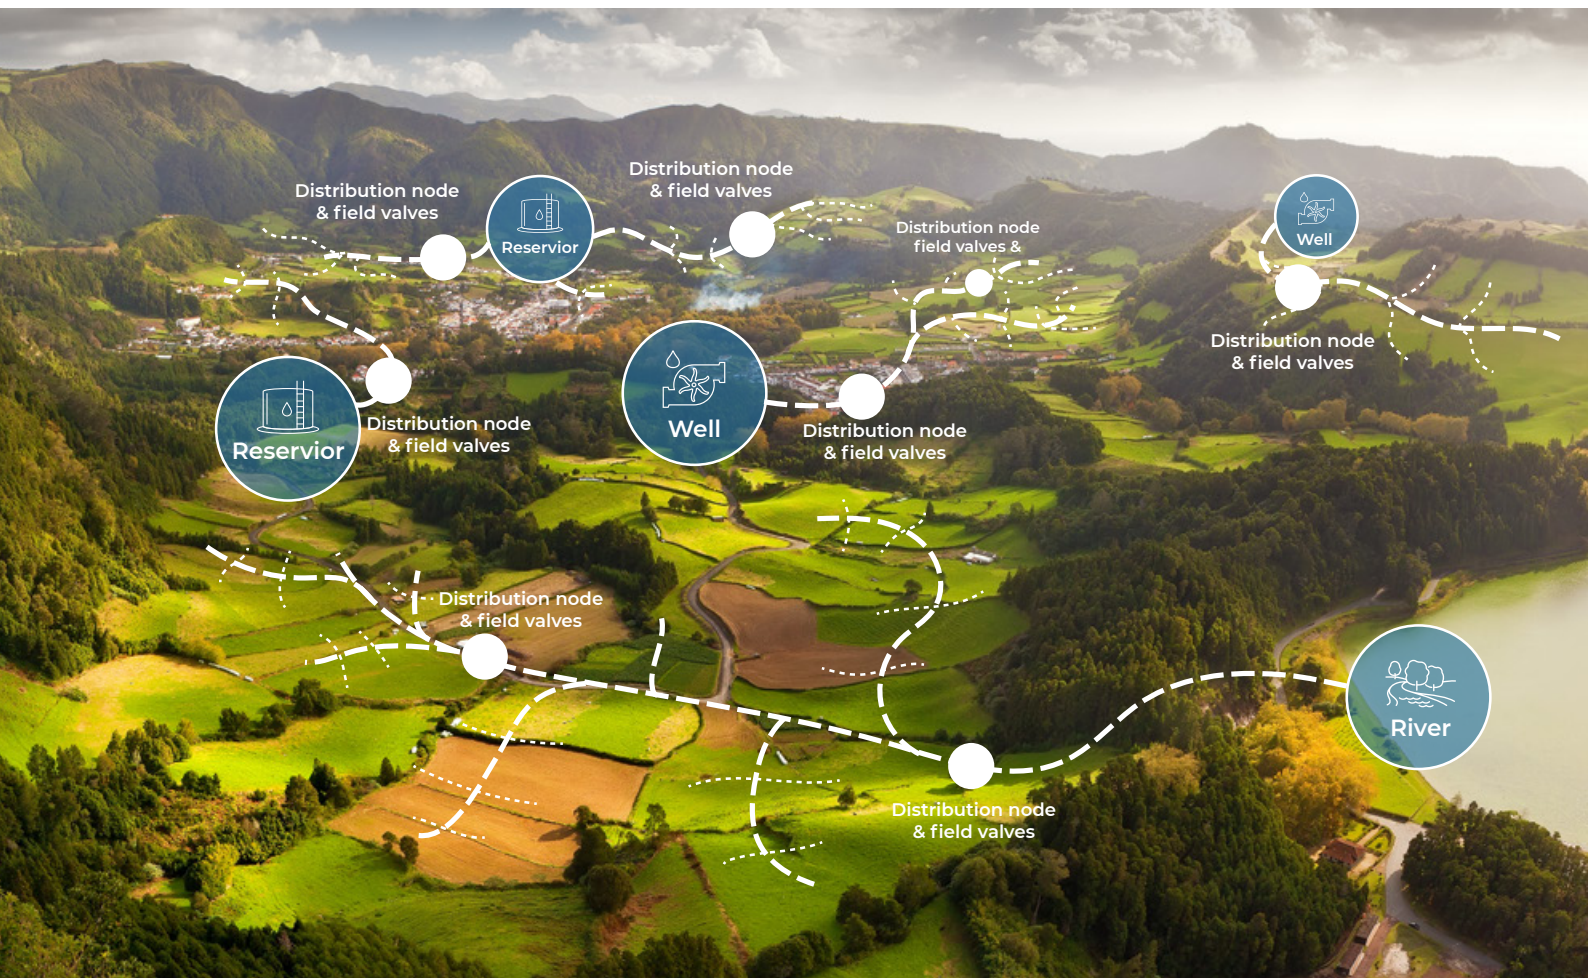 Distribution node
& field valves
Distribution node
& field valves
Reservior
Distribution node
field valves &
Well
Distribution node
& field valves
Reservior
Distribution node
& field valves
Well
Distribution node
& field valves
Distribution node
& field valves
River
Distribution node
& field valves